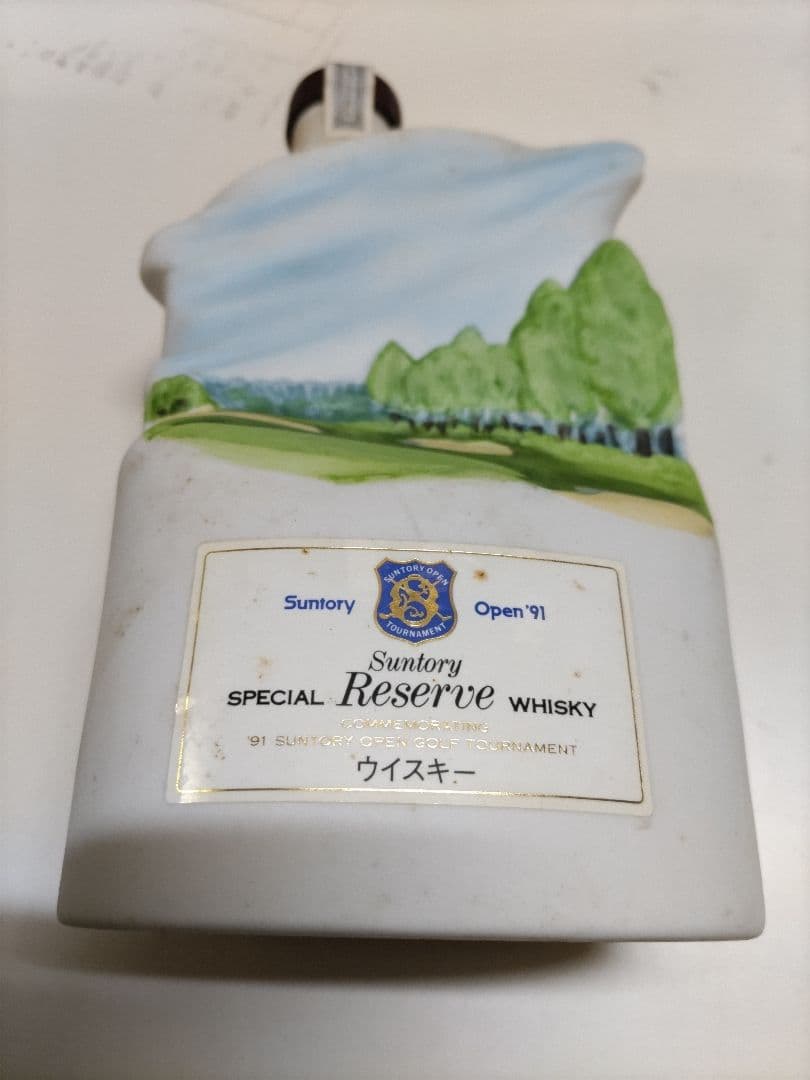 Suntory
SUNTORY OPEN
TOURNAMENT
Open '91
Suntory
SPECIAL Reserve WHISKY
COMMEMORATING
'91 SUNTORY OPEN GOLF TOURNAMENT
ウイスキー